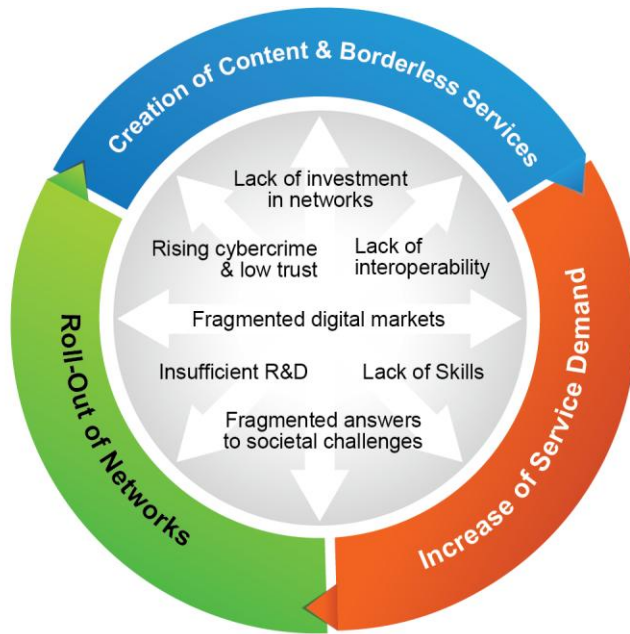 Creation of Content & Borderless Services
Lack of investment
in networks
Rising cybercrime
& low trust
Lack of
interoperability
Fragmented digital markets
Insufficient R&D
Lack of Skills
Fragmented answers
to societal challenges
Roll-Out of Networks
Increase of Service Demand